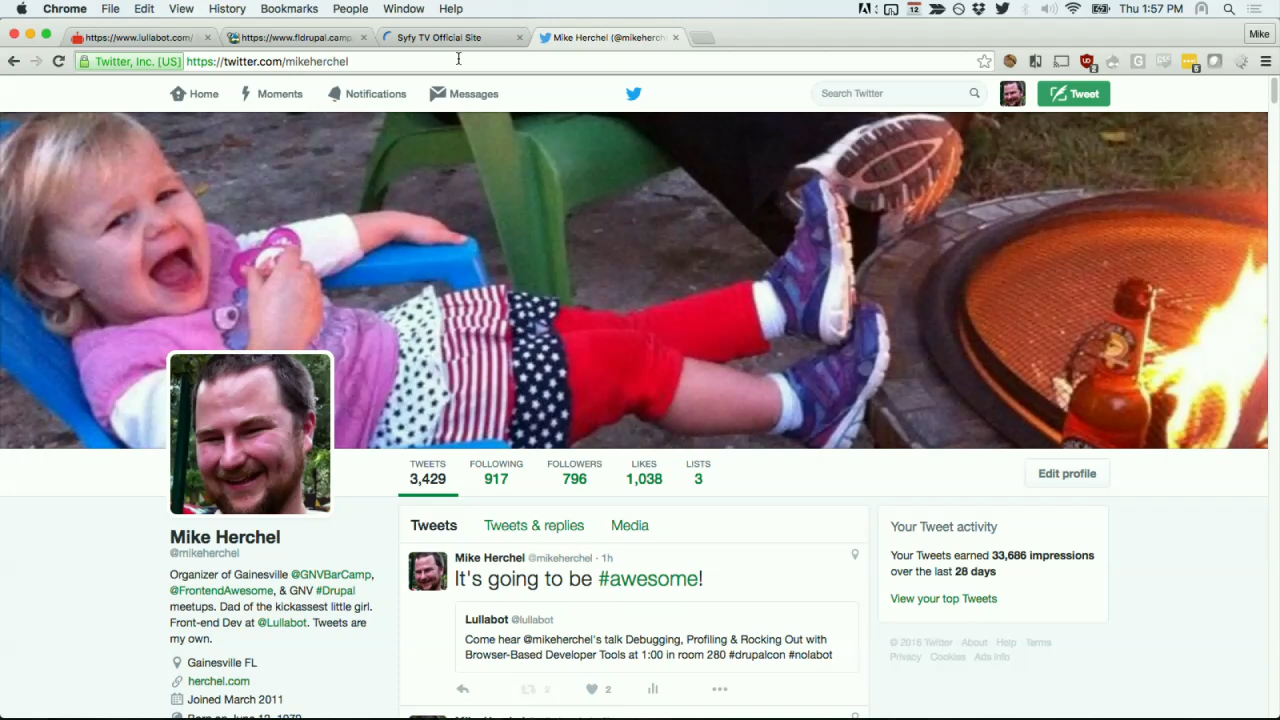 Chrome File Edit View History Bookmarks People Window Help
12 Thu 1:57 PM
https://www.lullabot.com/ https://www.fldrupal.camp Syfy TV Official Site Mike Herchel (@mikeherch Mike
Twitter, Inc. [US] https://twitter.com/mikeherchel
Home Moments Notifications Messages Search Twitter Tweet
TWEETS FOLLOWING FOLLOWERS LIKES LISTS
3,429 917 796 1,038 3
Edit profile
Mike Herchel
@mikeherchel
Organizer of Gainesville @GNVBarCamp,
@FrontendAwesome, & GNV #Drupal
meetups. Dad of the kickassest little girl.
Front-end Dev at @Lullabot. Tweets are
my own.
Gainesville FL
herchel.com
Joined March 2011
Born on June 12, 1979
Tweets Tweets & replies Media
Mike Herchel @mikeherchel · 1h
It's going to be #awesome!
Lullabot @lullabot
Come hear @mikeherchel's talk Debugging, Profiling & Rocking Out with
Browser-Based Developer Tools at 1:00 in room 280 #drupalcon #nolabot
2 2
Your Tweet activity
Your Tweets earned 33,686 impressions
over the last 28 days
View your top Tweets
© 2016 Twitter About Help Terms
Privacy Cookies Ads info